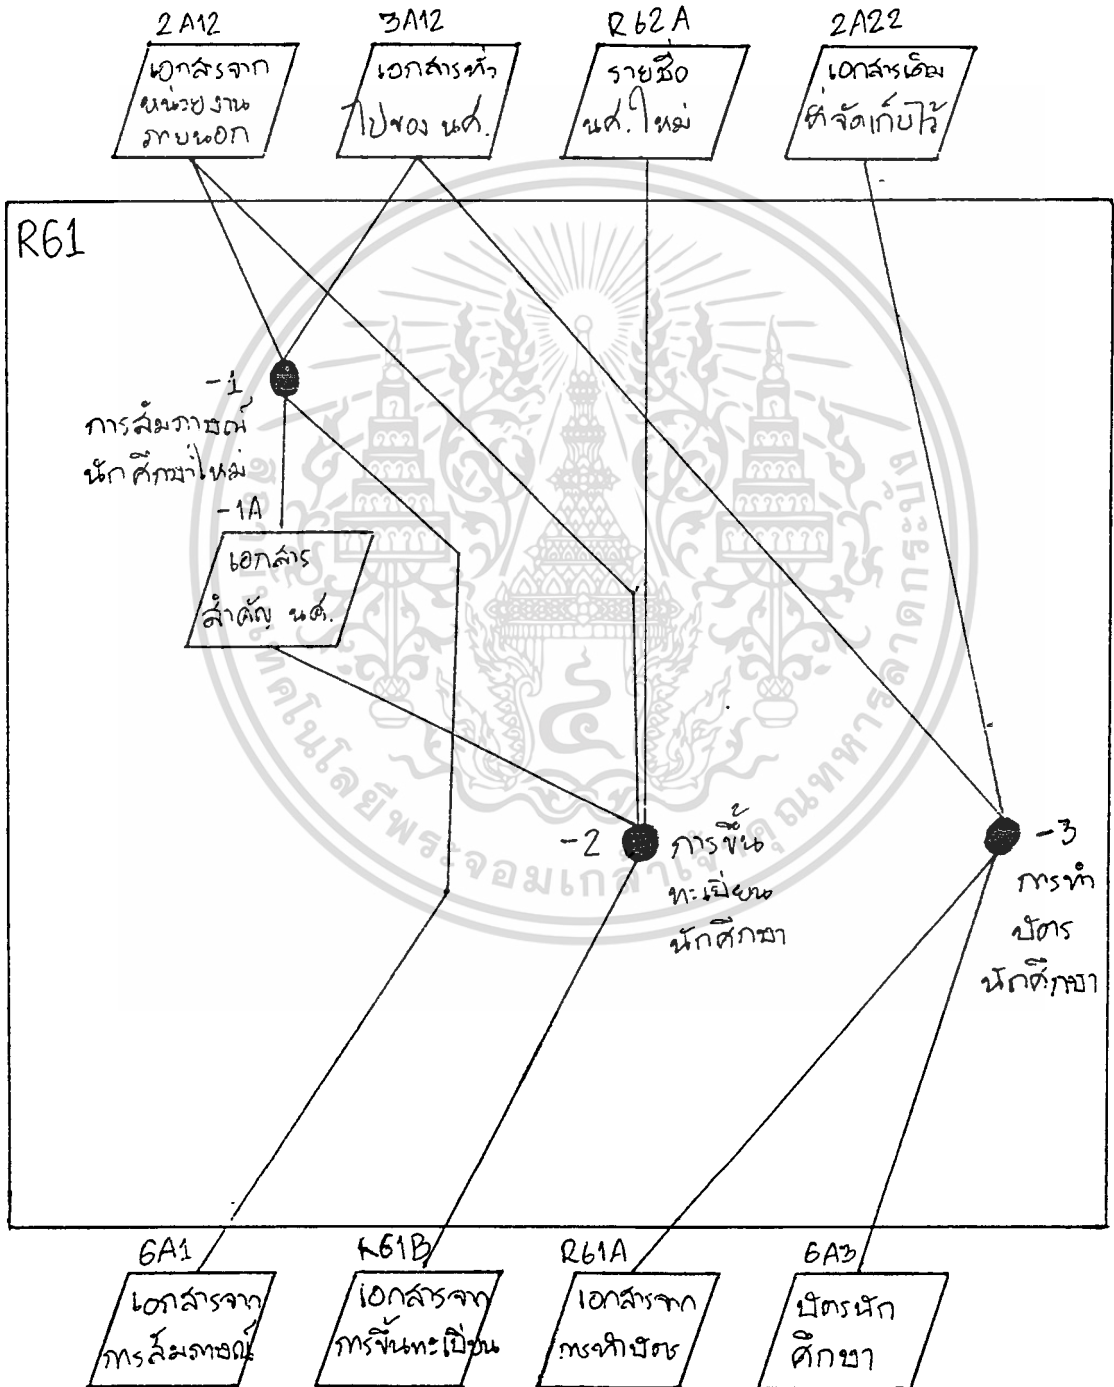 2A12
3A12
R62A
2A22
เอกสารจาก
หน่วยงาน
ภายนอก
เอกสารทั่ว
ไปของ นศ.
รายชื่อ
นศ. ใหม่
เอกสารเดิม
ที่จัดเก็บไว้
R61
-1
การสัมภาษณ์
นักศึกษาใหม่
-1A
เอกสาร
สำคัญ นศ.
-2
การขึ้น
ทะเบียน
นักศึกษา
-3
การทำ
บัตร
นักศึกษา
6A1
R61B
R61A
6A3
เอกสารจาก
การสัมภาษณ์
เอกสารจาก
การขึ้นทะเบียน
เอกสารจาก
การทำบัตร
บัตรนัก
ศึกษา